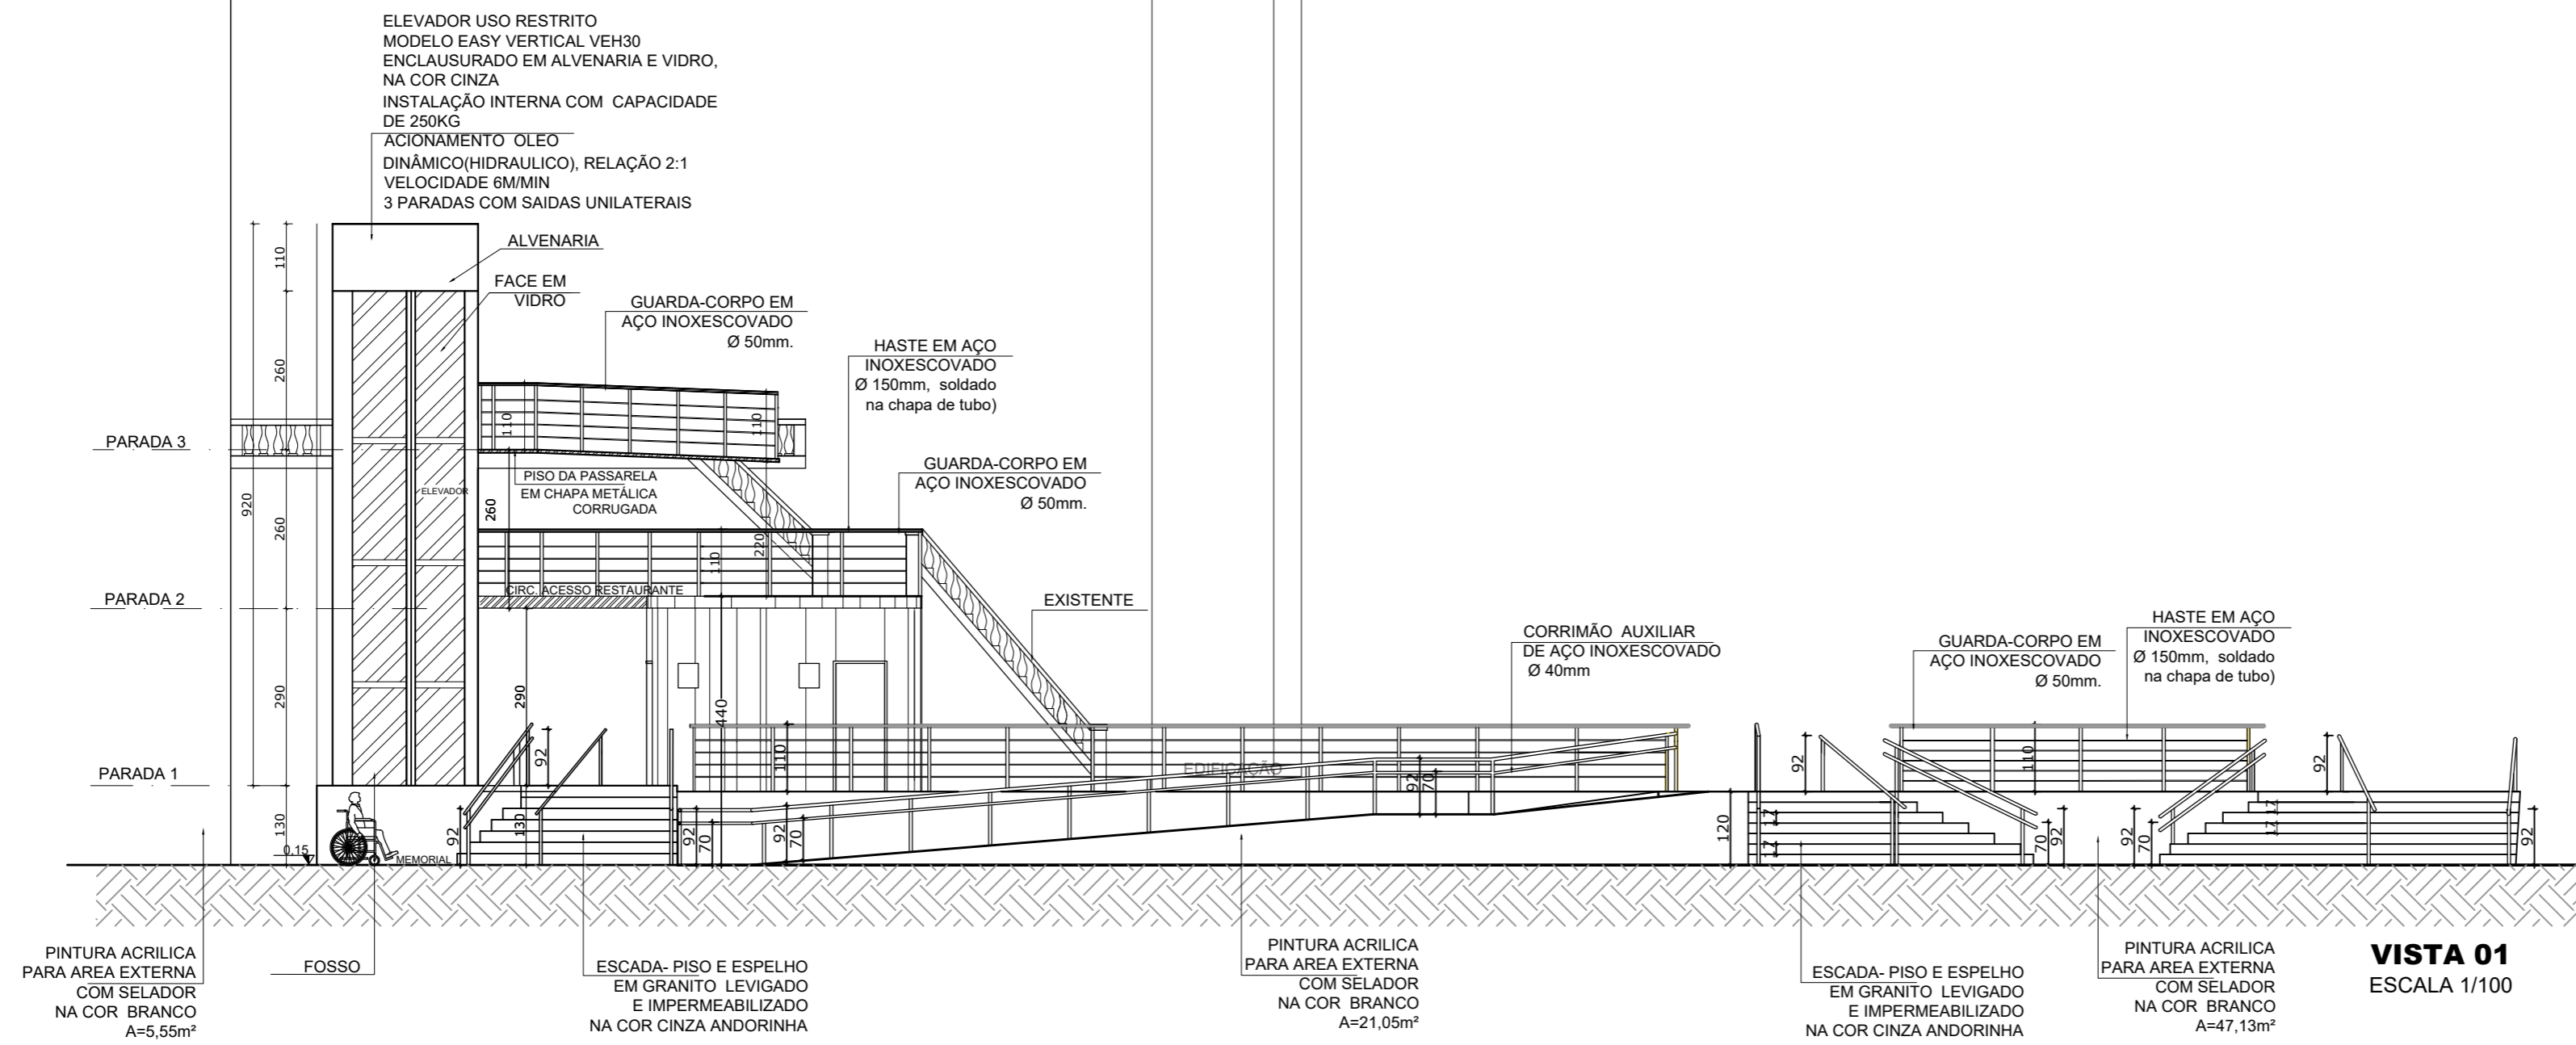 ELEVADOR USO RESTRITO
MODELO EASY VERTICAL VEH30
ENCLAUSURADO EM ALVENARIA E VIDRO,
NA COR CINZA
INSTALAÇÃO INTERNA COM CAPACIDADE
DE 250KG
ACIONAMENTO OLEO
DINÂMICO(HIDRAULICO), RELAÇÃO 2:1
VELOCIDADE 6M/MIN
3 PARADAS COM SAIDAS UNILATERAIS
ALVENARIA
FACE EM
VIDRO
GUARDA-CORPO EM
AÇO INOXESCOVADO
Ø 50mm.
HASTE EM AÇO
INOXESCOVADO
Ø 150mm, soldado
na chapa de tubo)
GUARDA-CORPO EM
AÇO INOXESCOVADO
Ø 50mm.
110
260
920
260
290
130
PARADA 3
PARADA 2
PARADA 1
0,15
ELEVADOR
110
110
PISO DA PASSARELA
EM CHAPA METÁLICA
CORRUGADA
260
220
110
CIRC. ACESSO RESTAURANTE
EXISTENTE
290
440
92
110
92
130
MEMORIAL
92
70
92
70
EDIFICAÇÃO
92
70
CORRIMÃO AUXILIAR
DE AÇO INOXESCOVADO
Ø 40mm
GUARDA-CORPO EM
AÇO INOXESCOVADO
Ø 50mm.
HASTE EM AÇO
INOXESCOVADO
Ø 150mm, soldado
na chapa de tubo)
120
92
17
17
110
70
92
92
70
17
17
17
92
92
PINTURA ACRILICA
PARA AREA EXTERNA
COM SELADOR
NA COR BRANCO
A=5,55m²
FOSSO
ESCADA- PISO E ESPELHO
EM GRANITO LEVIGADO
E IMPERMEABILIZADO
NA COR CINZA ANDORINHA
PINTURA ACRILICA
PARA AREA EXTERNA
COM SELADOR
NA COR BRANCO
A=21,05m²
ESCADA- PISO E ESPELHO
EM GRANITO LEVIGADO
E IMPERMEABILIZADO
NA COR CINZA ANDORINHA
PINTURA ACRILICA
PARA AREA EXTERNA
COM SELADOR
NA COR BRANCO
A=47,13m²
VISTA 01
ESCALA 1/100